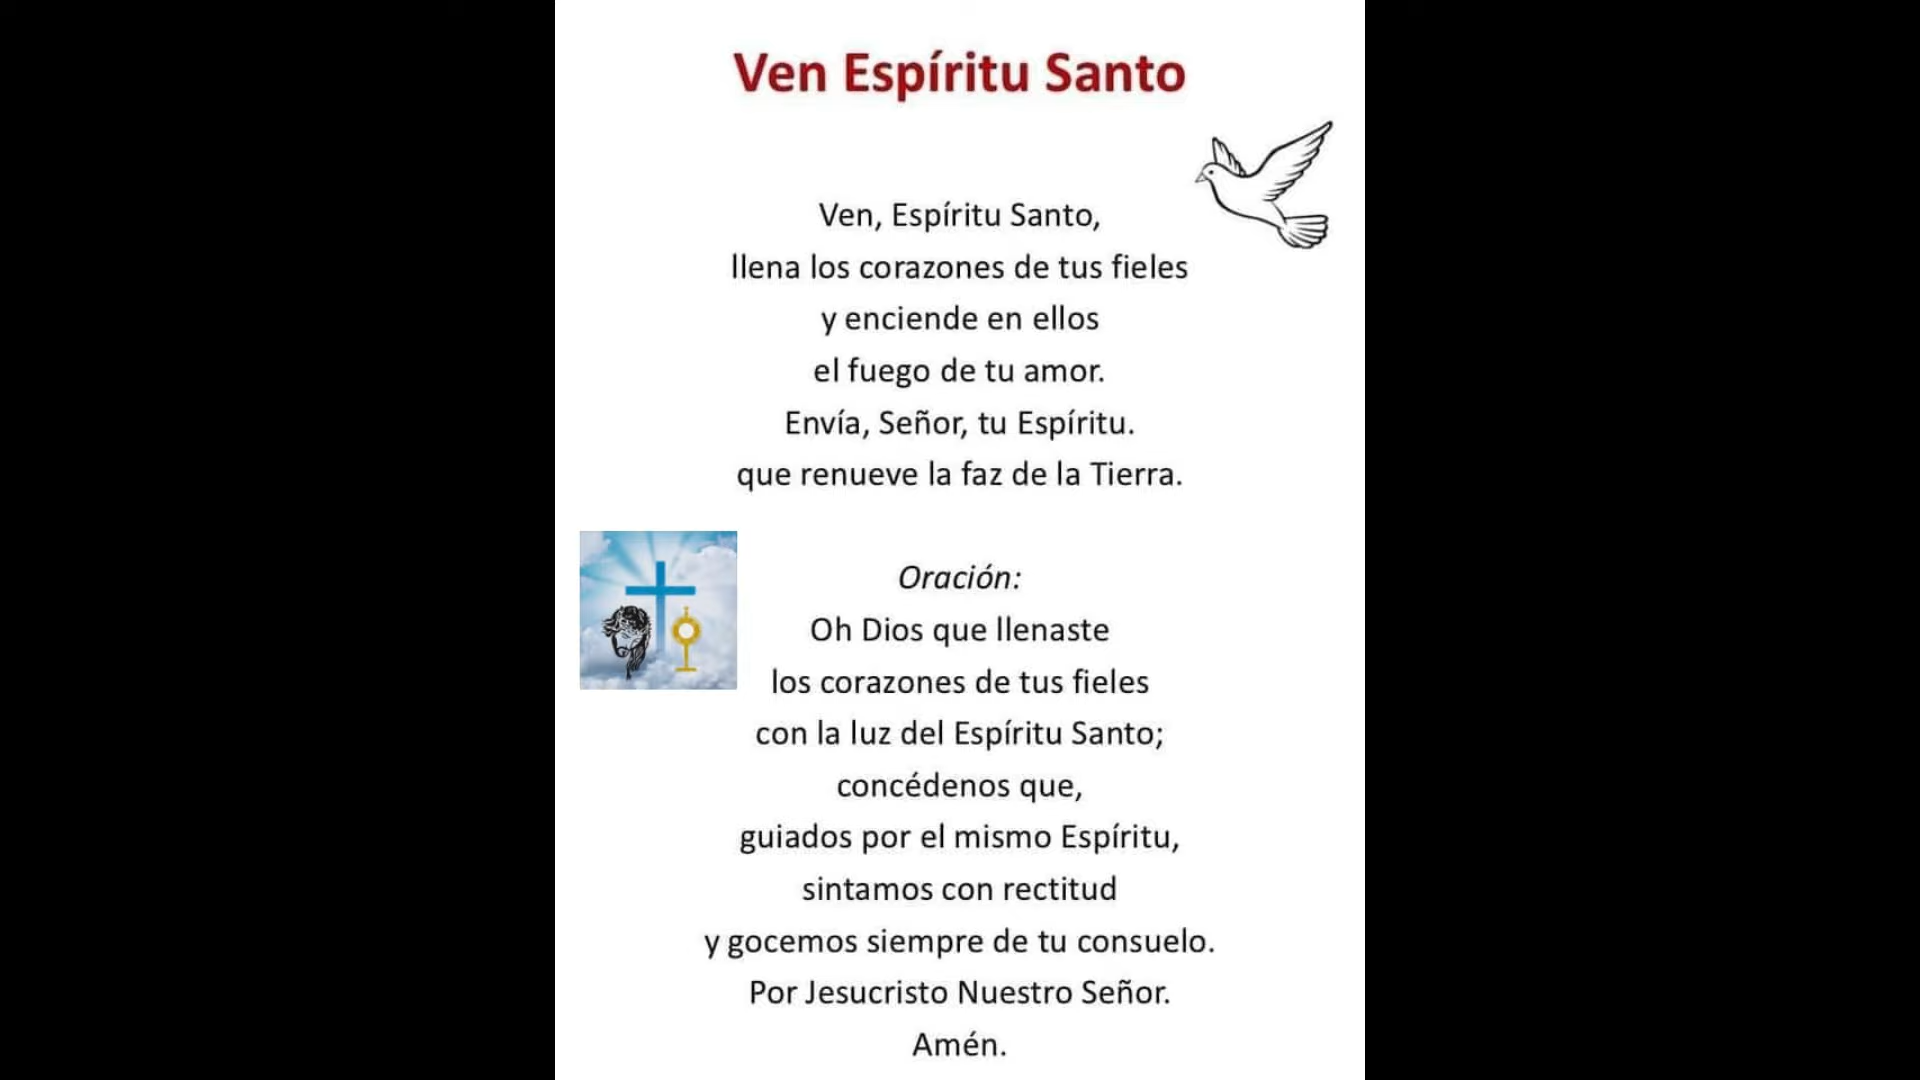 Ven Espíritu Santo
Ven, Espíritu Santo,
llena los corazones de tus fieles
y enciende en ellos
el fuego de tu amor.
Envía, Señor, tu Espíritu.
que renueve la faz de la Tierra.
Oración:
Oh Dios que llenaste
los corazones de tus fieles
con la luz del Espíritu Santo;
concédenos que,
guiados por el mismo Espíritu,
sintamos con rectitud
y gocemos siempre de tu consuelo.
Por Jesucristo Nuestro Señor.
Amén.